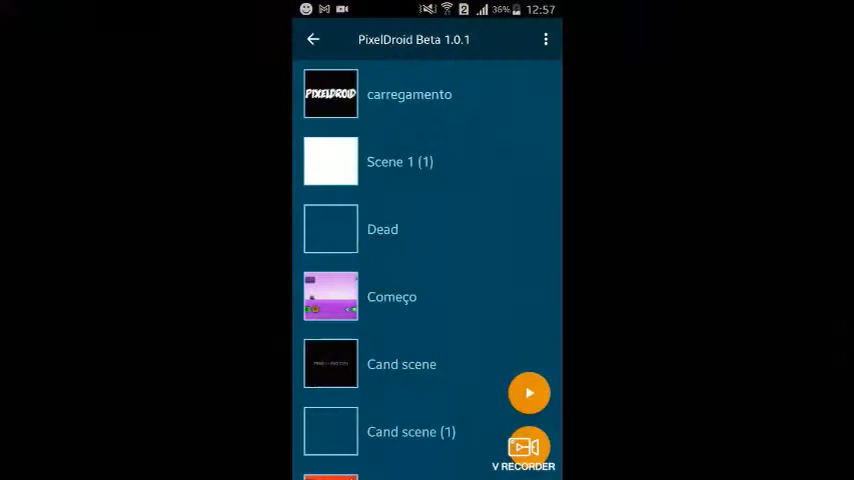 2 36% 12:57
PixelDroid Beta 1.0.1
PIXELDROID
carregamento
Scene 1 (1)
Dead
Começo
Cand scene
Cand scene (1)
V RECORDER